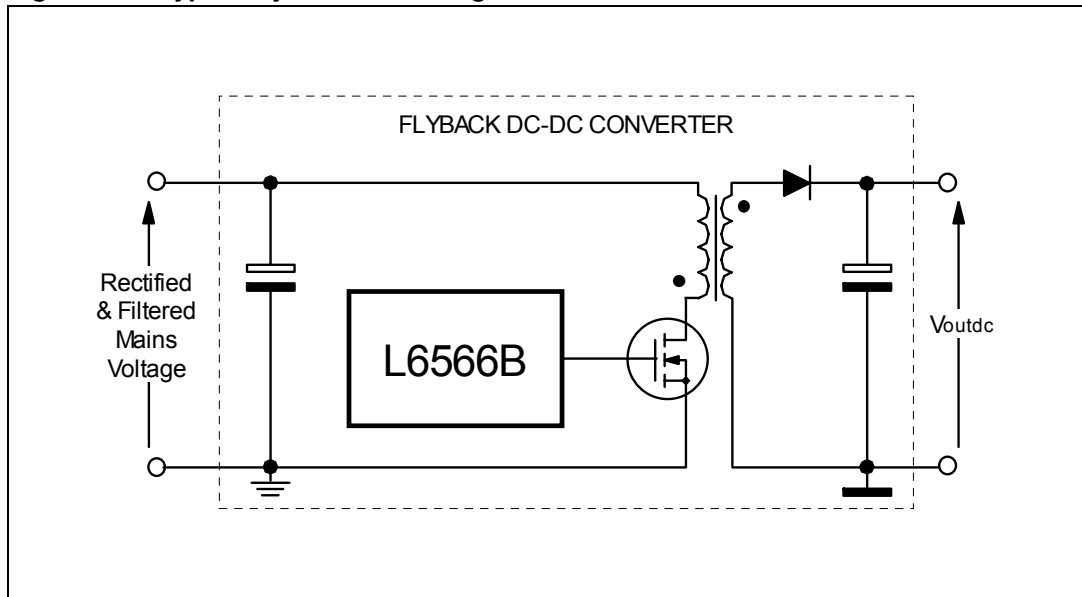 FLYBACK DC-DC CONVERTER
Rectified
& Filtered
Mains
Voltage
L6566B
Voutdc